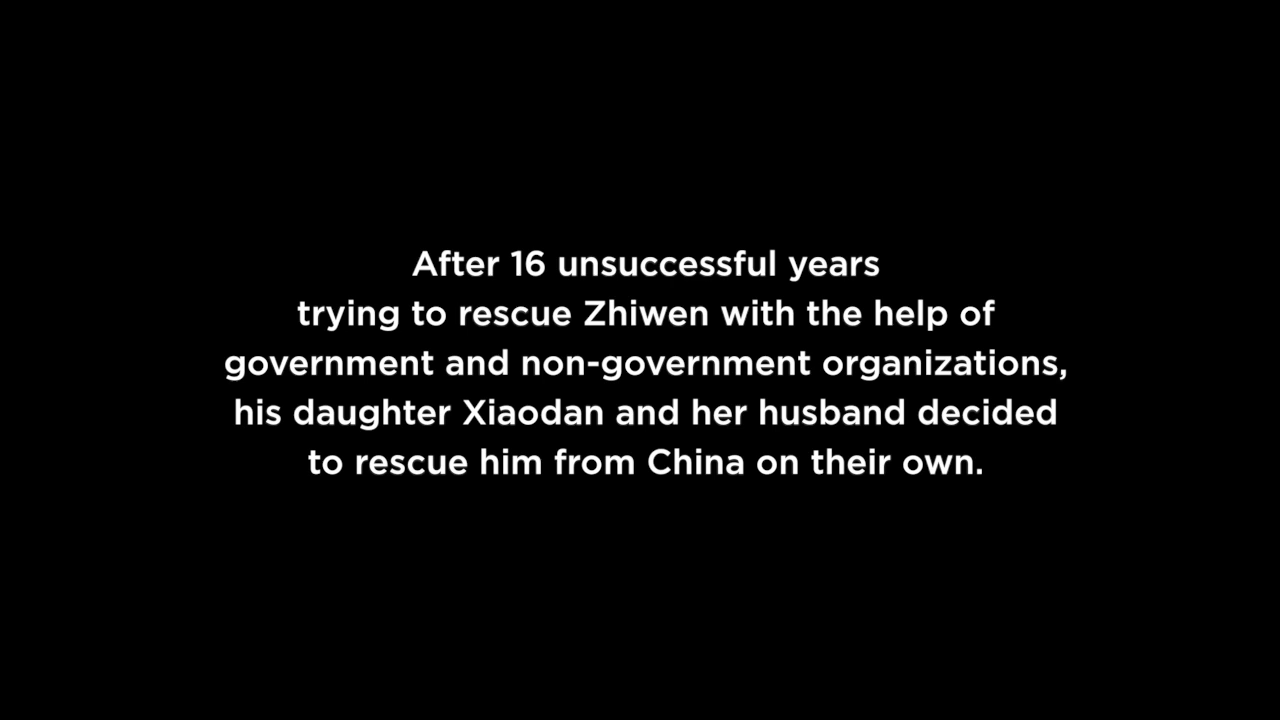 After 16 unsuccessful years
trying to rescue Zhiwen with the help of
government and non-government organizations,
his daughter Xiaodan and her husband decided
to rescue him from China on their own.